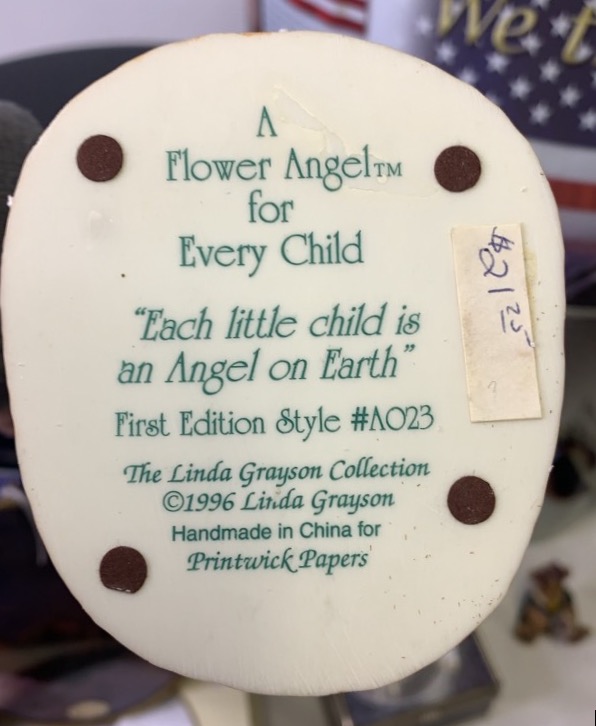 We t
A
Flower Angel™
for
Every Child
"Each little child is
an Angel on Earth"
First Edition Style #A023
The Linda Grayson Collection
©1996 Linda Grayson
Handmade in China for
Printwick Papers
$21 25